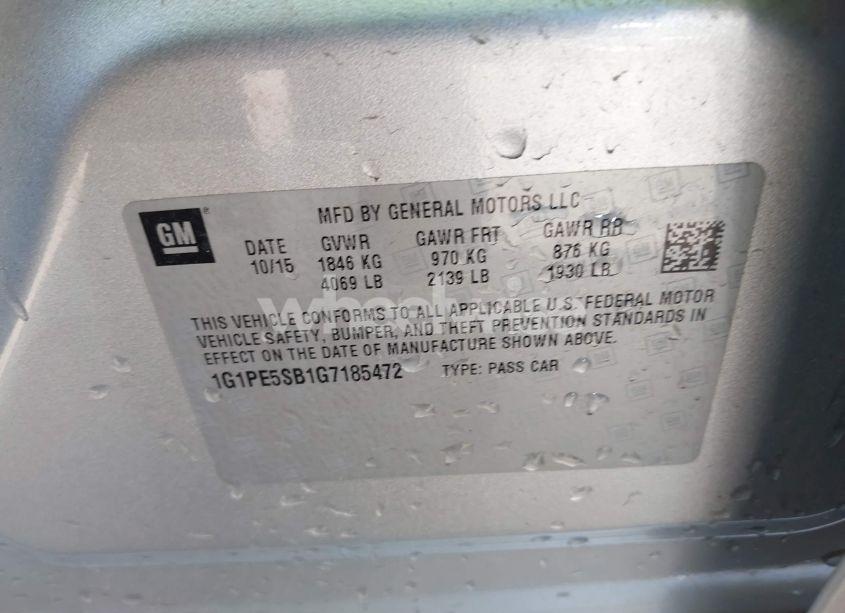 GM
MFD BY GENERAL MOTORS LLC
DATE GVWR GAWR FRT GAWR RR
10/15 1846 KG 970 KG 876 KG
4069 LB 2139 LB 1930 LB
THIS VEHICLE CONFORMS TO ALL APPLICABLE U.S. FEDERAL MOTOR
VEHICLE SAFETY, BUMPER, AND THEFT PREVENTION STANDARDS IN
EFFECT ON THE DATE OF MANUFACTURE SHOWN ABOVE.
1G1PE5SB1G7185472 TYPE: PASS CAR